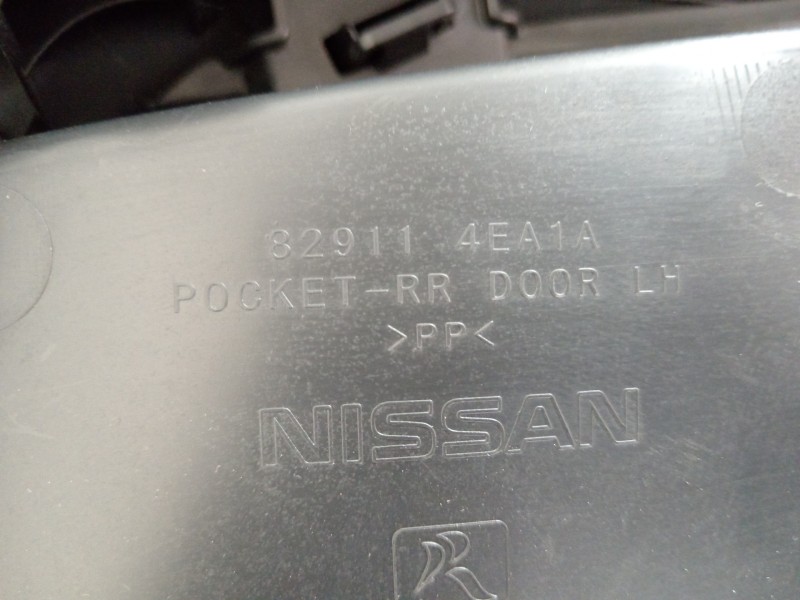 82911 4EA1A
POCKET-RR DOOR LH
>PP<
NISSAN